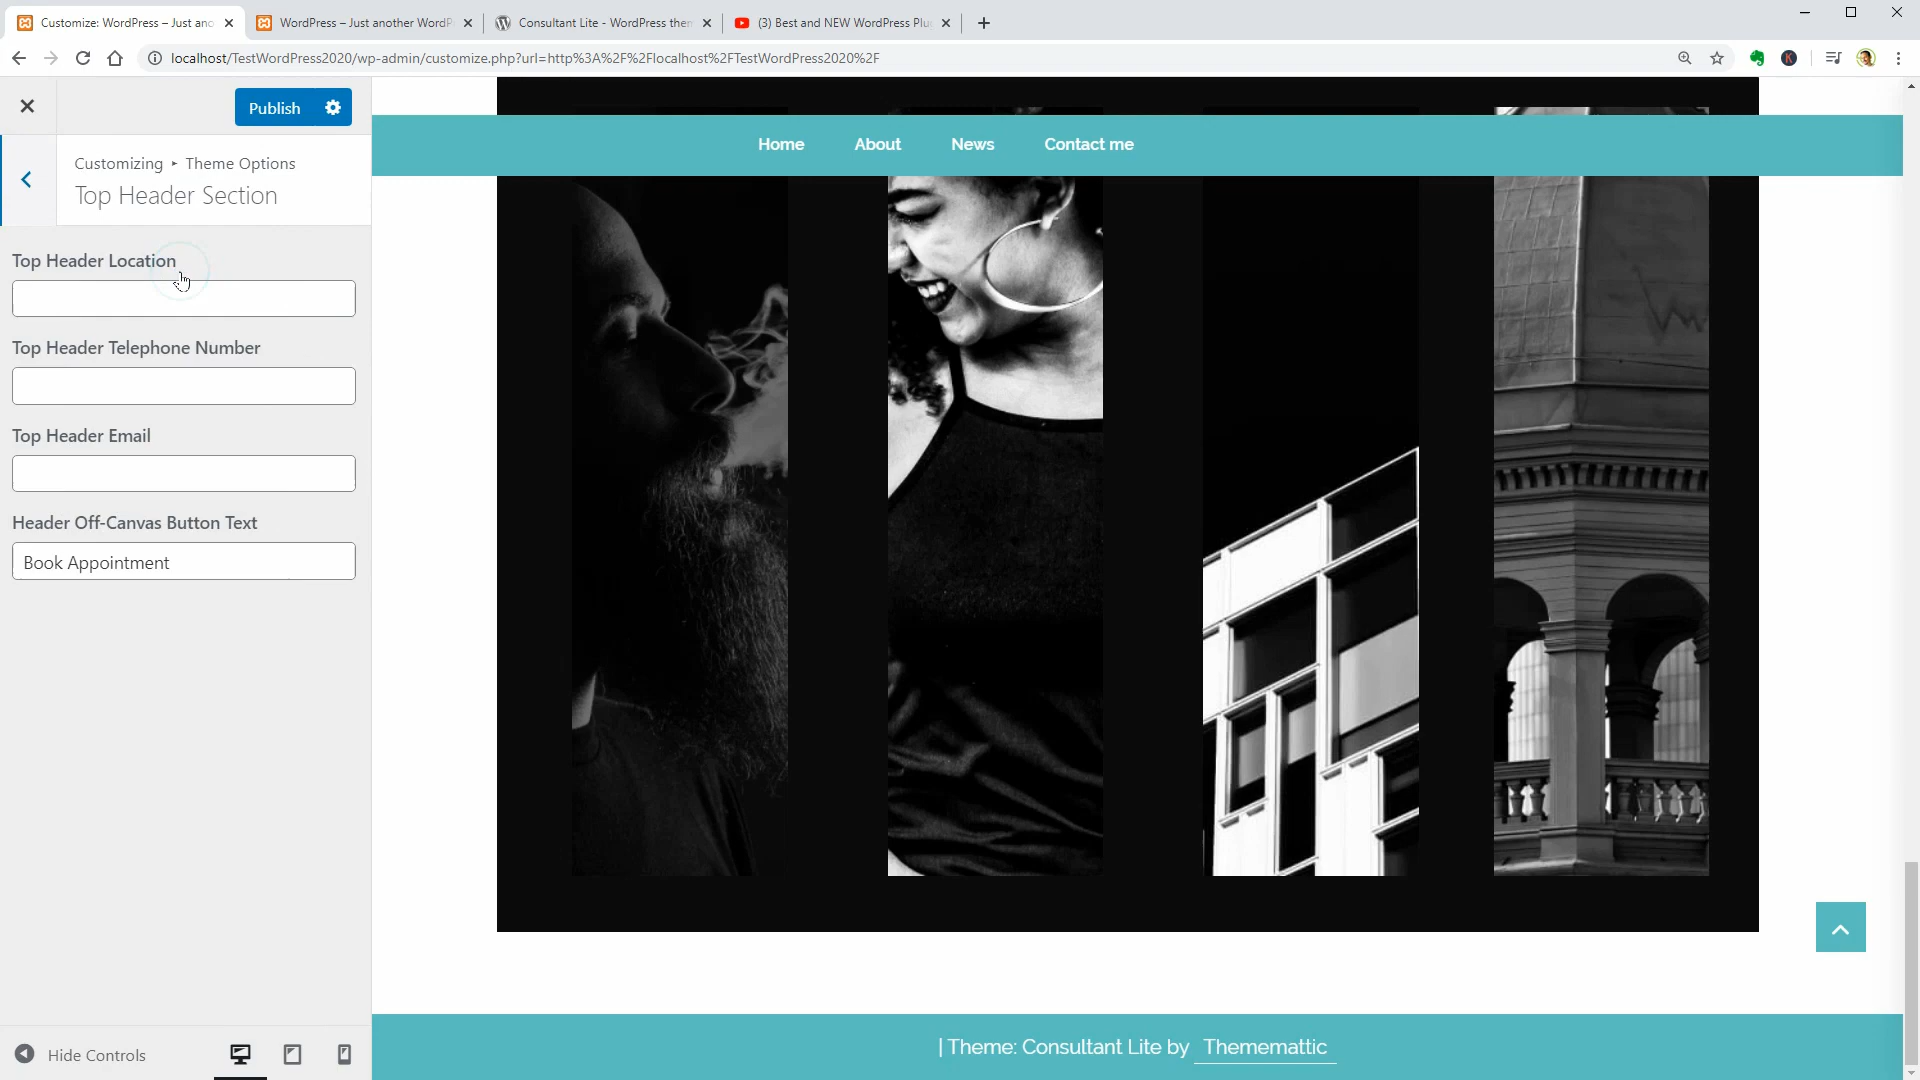 Customize: WordPress – Just ano
WordPress – Just another WordP
Consultant Lite - WordPress them
(3) Best and NEW WordPress Plu
localhost/TestWordPress2020/wp-admin/customize.php?url=http%3A%2F%2Flocalhost%2FTestWordPress2020%2F
K
Publish
Home
About
News
Contact me
Customizing ▸ Theme Options
Top Header Section
Top Header Location
Top Header Telephone Number
Top Header Email
Header Off-Canvas Button Text
Book Appointment
| Theme: Consultant Lite by Thememattic
Hide Controls